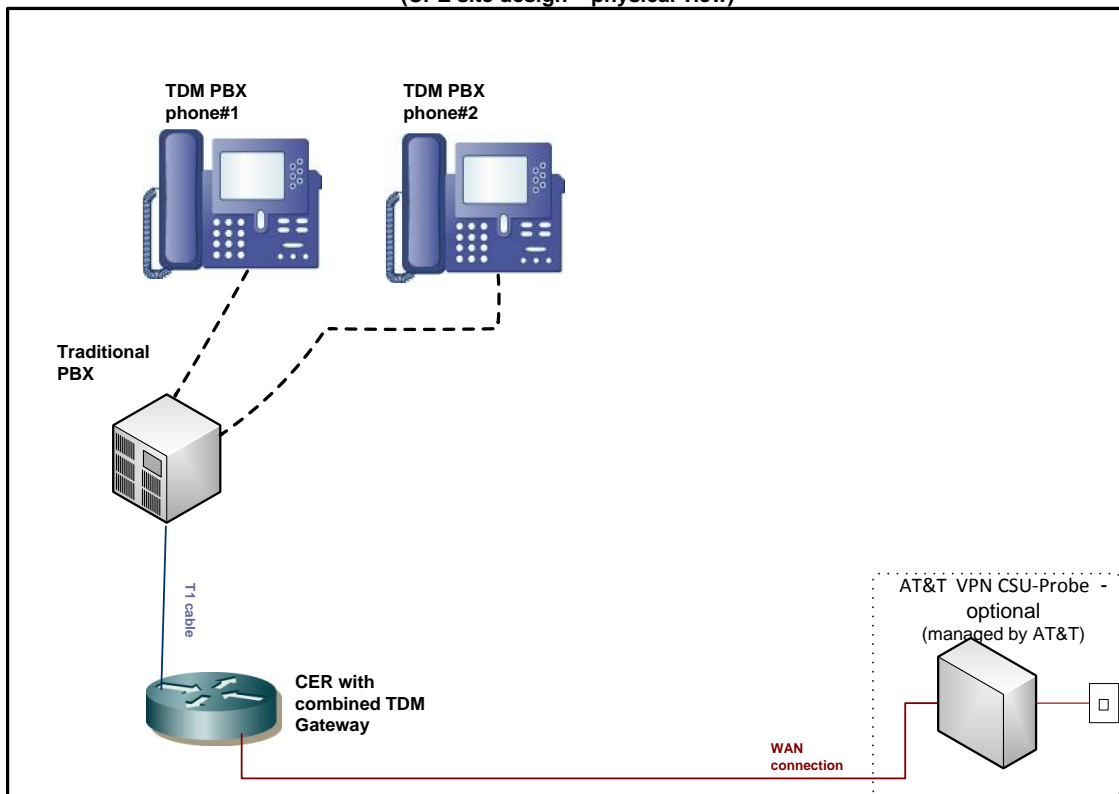 TDM PBX
phone#1
TDM PBX
phone#2
Traditional
PBX
T1 cable
CER with
combined TDM
Gateway
WAN
connection
AT&T VPN CSU-Probe -
optional
(managed by AT&T)